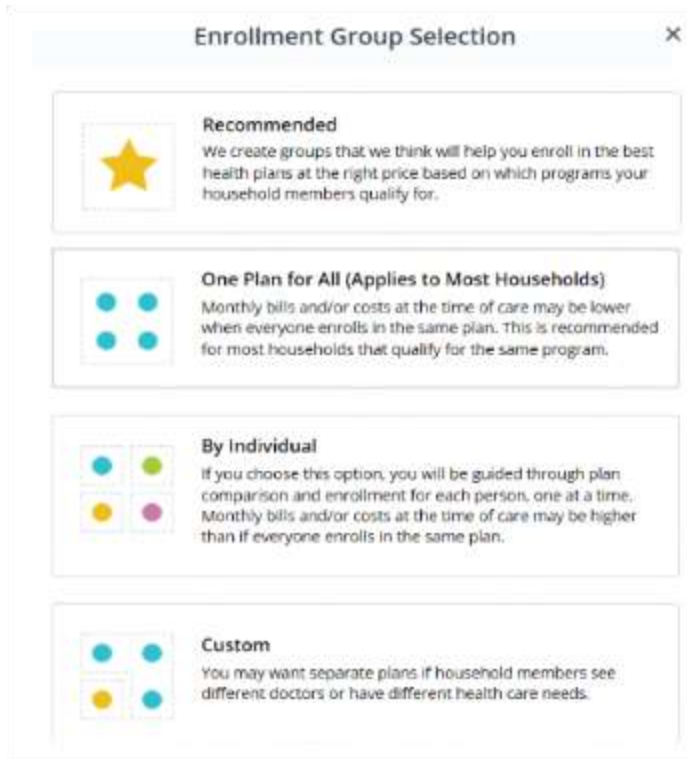 Enrollment Group Selection
Recommended
We create groups that we think will help you enroll in the best
health plans at the right price based on which programs your
household members qualify for.
One Plan for All (Applies to Most Households)
Monthly bills and/or costs at the time of care may be lower
when everyone enrolls in the same plan. This is recommended
for most households that qualify for the same program.
By Individual
If you choose this option, you will be guided through plan
comparison and enrollment for each person, one at a time.
Monthly bills and/or costs at the time of care may be higher
than if everyone enrolls in the same plan.
Custom
You may want separate plans if household members see
different doctors or have different health care needs.